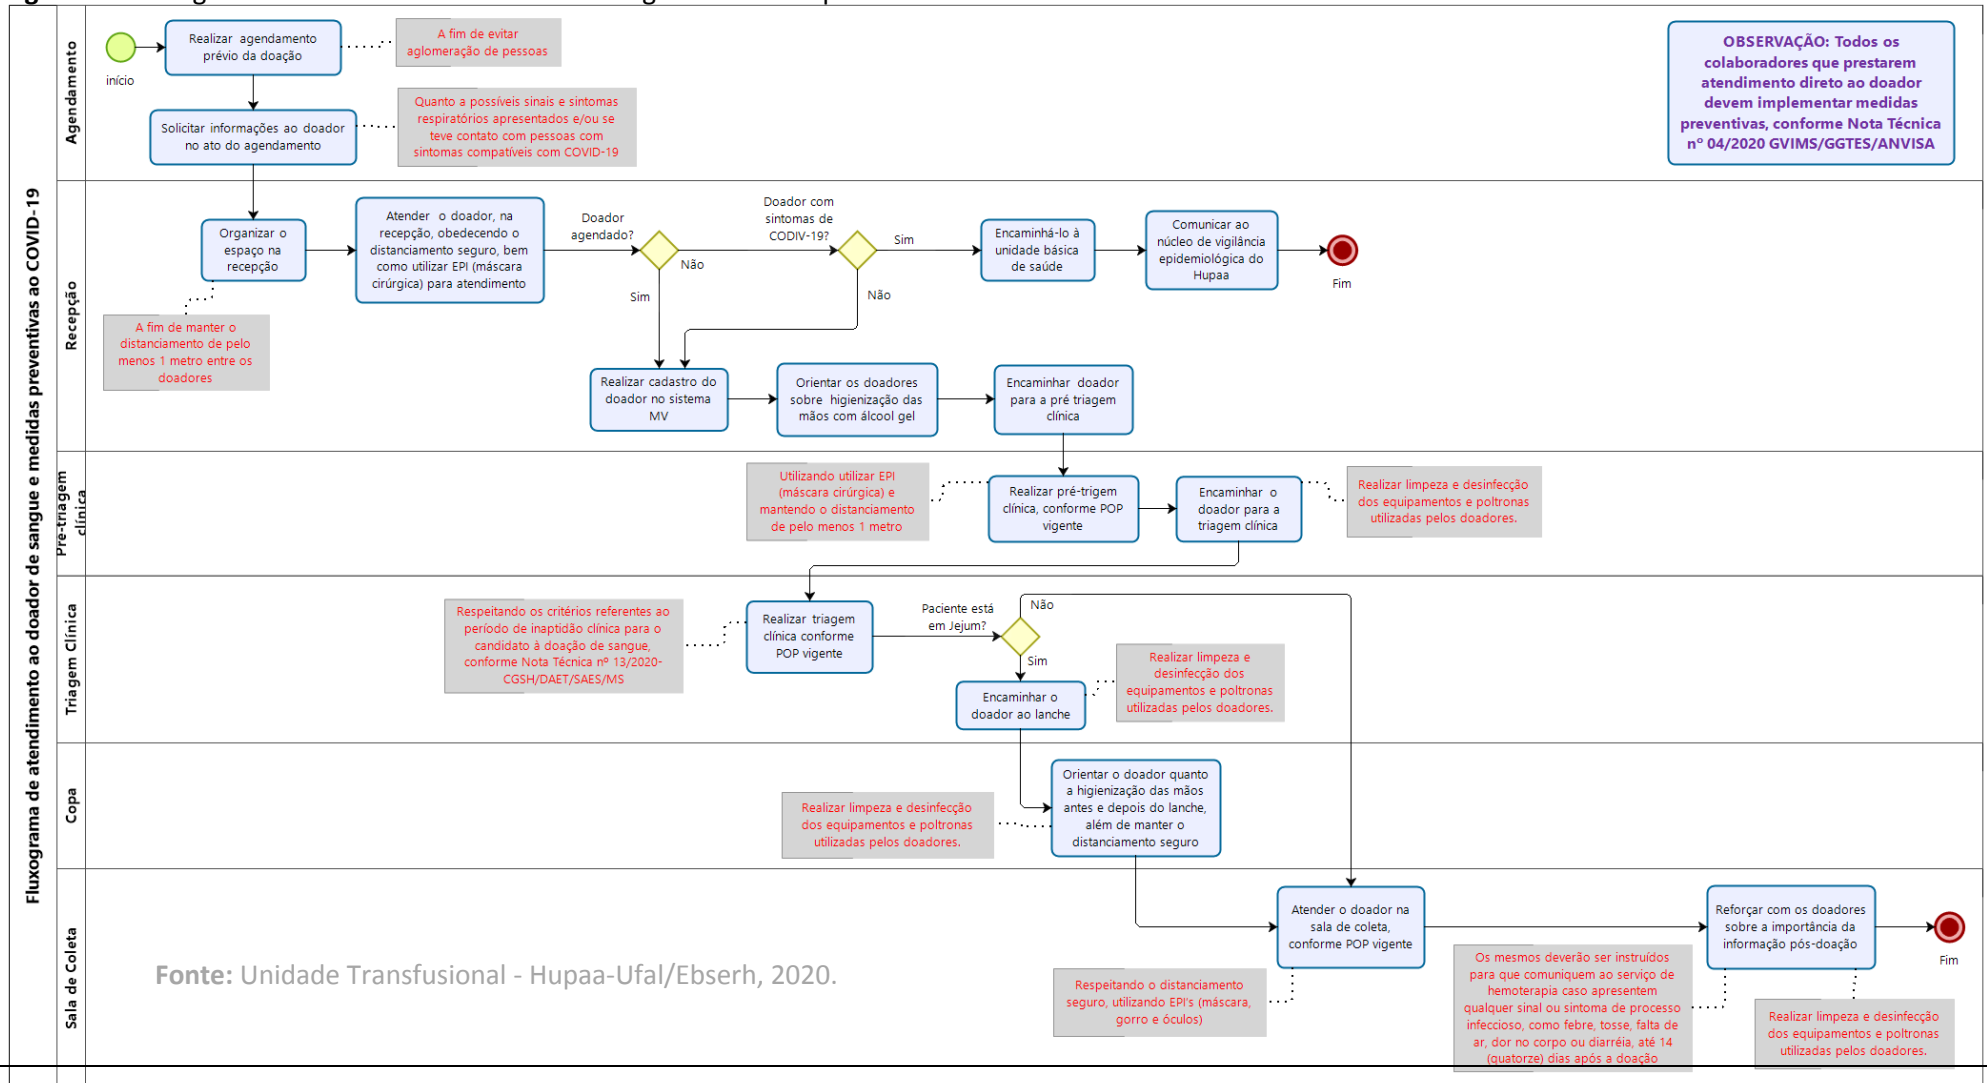 Fluxograma de atendimento ao doador de sangue e medidas preventivas ao COVID-19
Agendamento
início
Realizar agendamento
prévio da doação
A fim de evitar
aglomeração de pessoas
Solicitar informações ao doador
no ato do agendamento
Quanto a possíveis sinais e sintomas
respiratórios apresentados e/ou se
teve contato com pessoas com
sintomas compatíveis com COVID-19
OBSERVAÇÃO: Todos os
colaboradores que prestarem
atendimento direto ao doador
devem implementar medidas
preventivas, conforme Nota Técnica
nº 04/2020 GVIMS/GGTES/ANVISA
Recepção
Organizar o
espaço na
recepção
A fim de manter o
distanciamento de pelo
menos 1 metro entre os
doadores
Atender o doador, na
recepção, obedecendo o
distanciamento seguro, bem
como utilizar EPI (máscara
cirúrgica) para atendimento
Doador
agendado?
Não
Sim
Doador com
sintomas de
CODIV-19?
Sim
Não
Encaminhá-lo à
unidade básica
de saúde
Comunicar ao
núcleo de vigilância
epidemiológica do
Hupaa
Fim
Realizar cadastro do
doador no sistema
MV
Orientar os doadores
sobre higienização das
mãos com álcool gel
Encaminhar doador
para a pré triagem
clínica
Pré-triagem
clínica
Utilizando utilizar EPI
(máscara cirúrgica) e
mantendo o distanciamento
de pelo menos 1 metro
Realizar pré-trigem
clínica, conforme POP
vigente
Encaminhar o
doador para a
triagem clínica
Realizar limpeza e desinfecção
dos equipamentos e poltronas
utilizadas pelos doadores.
Triagem Clínica
Respeitando os critérios referentes ao
período de inaptidão clínica para o
candidato à doação de sangue,
conforme Nota Técnica nº 13/2020-
CGSH/DAET/SAES/MS
Realizar triagem
clínica conforme
POP vigente
Paciente está
em Jejum?
Não
Sim
Encaminhar o
doador ao lanche
Realizar limpeza e
desinfecção dos
equipamentos e poltronas
utilizadas pelos doadores.
Copa
Realizar limpeza e desinfecção
dos equipamentos e poltronas
utilizadas pelos doadores.
Orientar o doador quanto
a higienização das mãos
antes e depois do lanche,
além de manter o
distanciamento seguro
Sala de Coleta
Fonte: Unidade Transfusional - Hupaa-Ufal/Ebserh, 2020.
Atender o doador na
sala de coleta,
conforme POP vigente
Respeitando o distanciamento
seguro, utilizando EPI's (máscara,
gorro e óculos)
Reforçar com os doadores
sobre a importância da
informação pós-doação
Os mesmos deverão ser instruídos
para que comuniquem ao serviço de
hemoterapia caso apresentem
qualquer sinal ou sintoma de processo
infeccioso, como febre, tosse, falta de
ar, dor no corpo ou diarréia, até 14
(quatorze) dias após a doação
Realizar limpeza e desinfecção
dos equipamentos e poltronas
utilizadas pelos doadores.
Fim